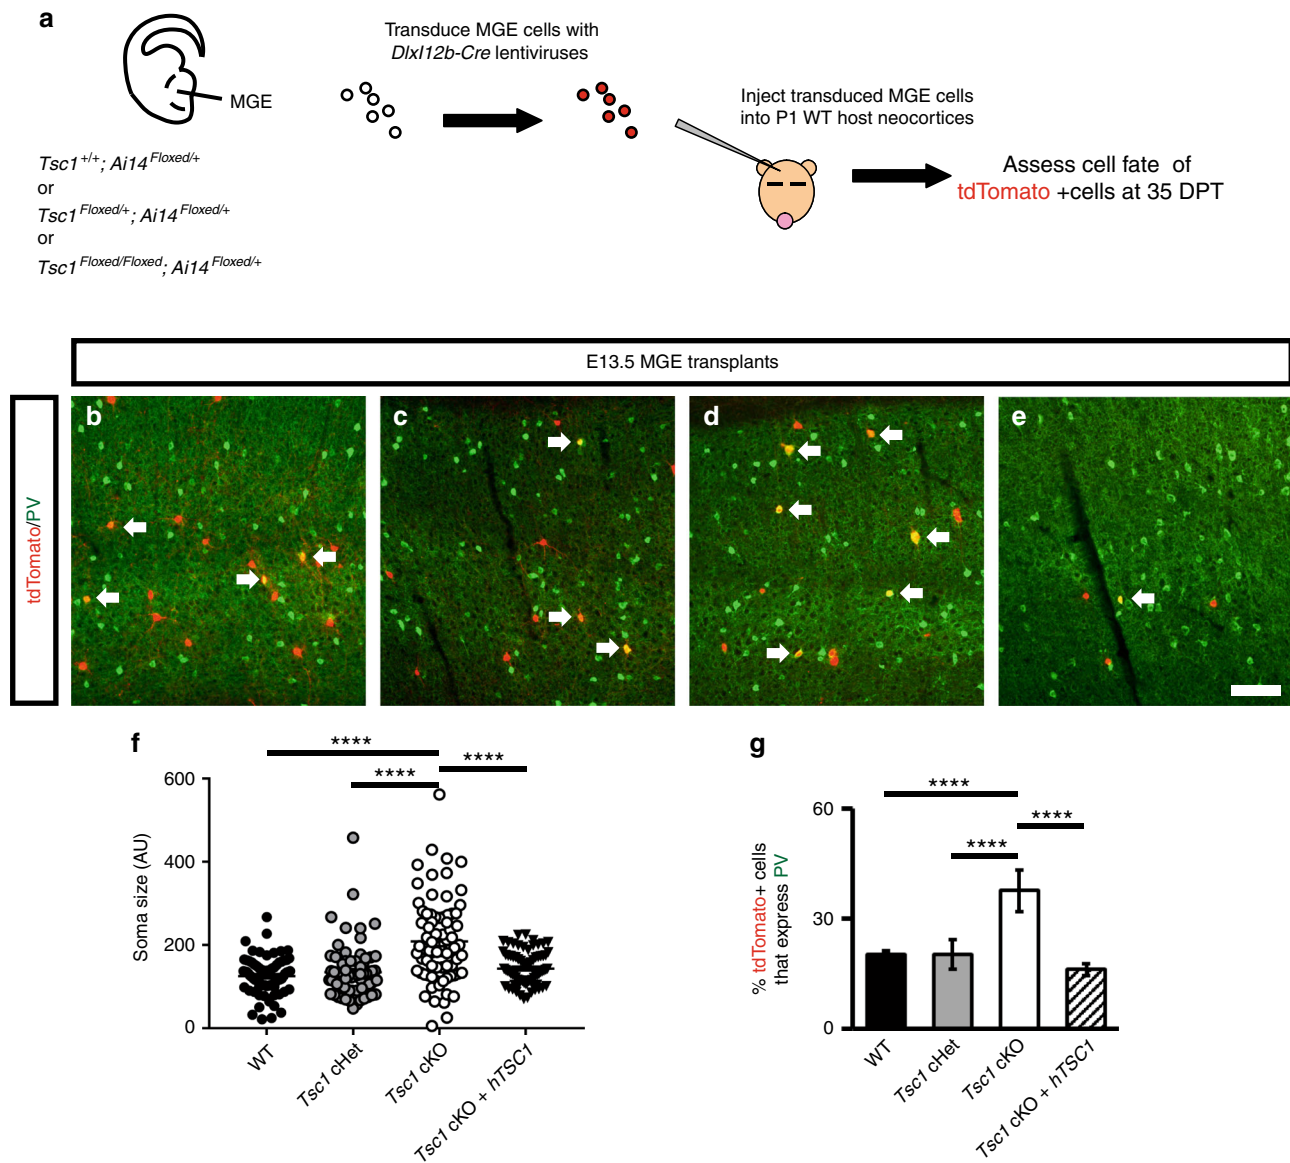 a
Transduce MGE cells with
DlxI12b-Cre lentiviruses
MGE
Inject transduced MGE cells
into P1 WT host neocortices
Tsc1+/+; Ai14Floxed/+
or
Tsc1Floxed/+; Ai14Floxed/+
or
Tsc1Floxed/Floxed; Ai14Floxed/+
Assess cell fate of
tdTomato +cells at 35 DPT
E13.5 MGE transplants
tdTomato/PV
b
c
d
e
f
****
****
****
Soma size (AU)
600
400
200
0
WT
Tsc1 cHet
Tsc1 cKO
Tsc1 cKO + hTSC1
g
****
****
****
% tdTomato+ cells
that express PV
60
30
0
WT
Tsc1 cHet
Tsc1 cKO
Tsc1 cKO + hTSC1